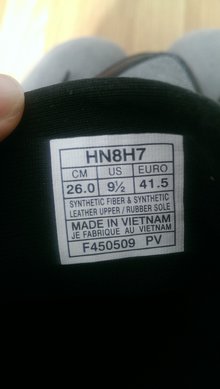 HN8H7
CM US EURO
26.0 9½ 41.5
SYNTHETIC FIBER & SYNTHETIC
LEATHER UPPER / RUBBER SOLE
MADE IN VIETNAM
JE FABRIQUE AU VIETNAM
F450509 PV